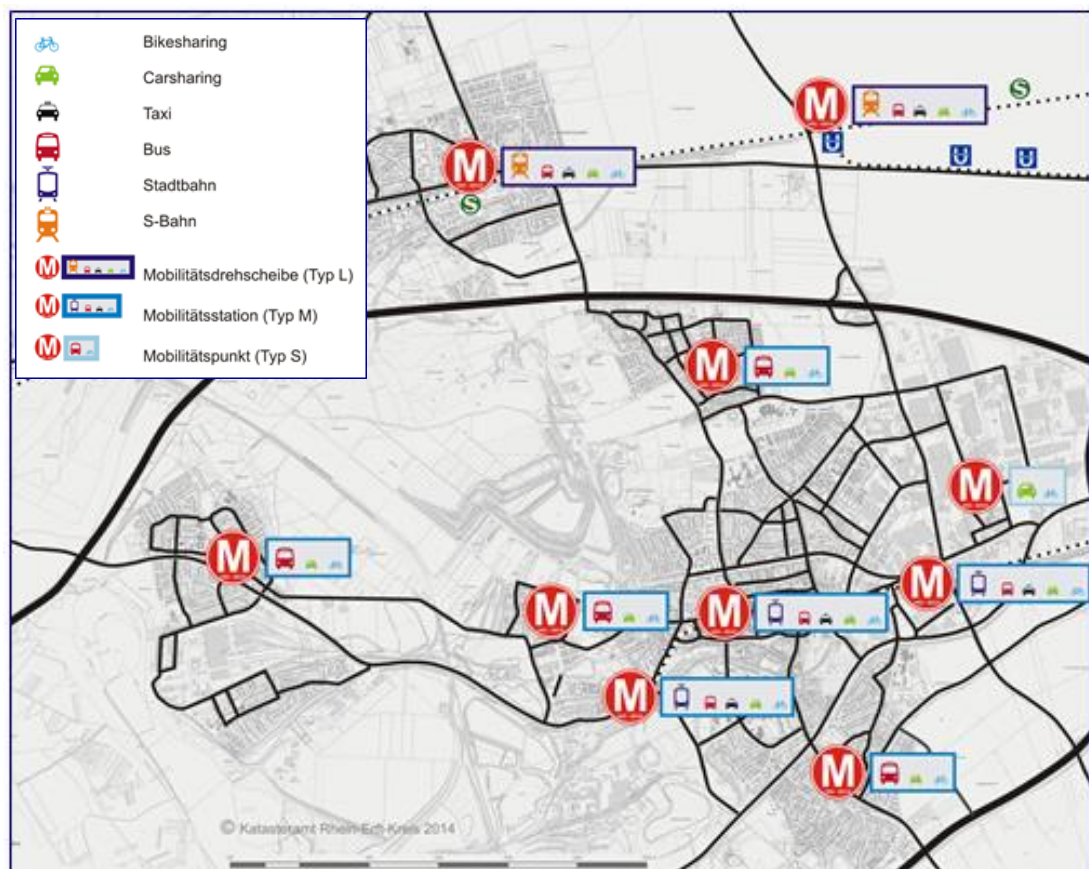 Bikesharing
Carsharing
Taxi
Bus
Stadtbahn
S-Bahn
M Mobilitätsdrehscheibe (Typ L)
M Mobilitätsstation (Typ M)
M Mobilitätspunkt (Typ S)
M
S
M
S
U
U
U
M
M
M
M
M
M
M
M
© Katasteramt Rhein-Erft-Kreis 2014